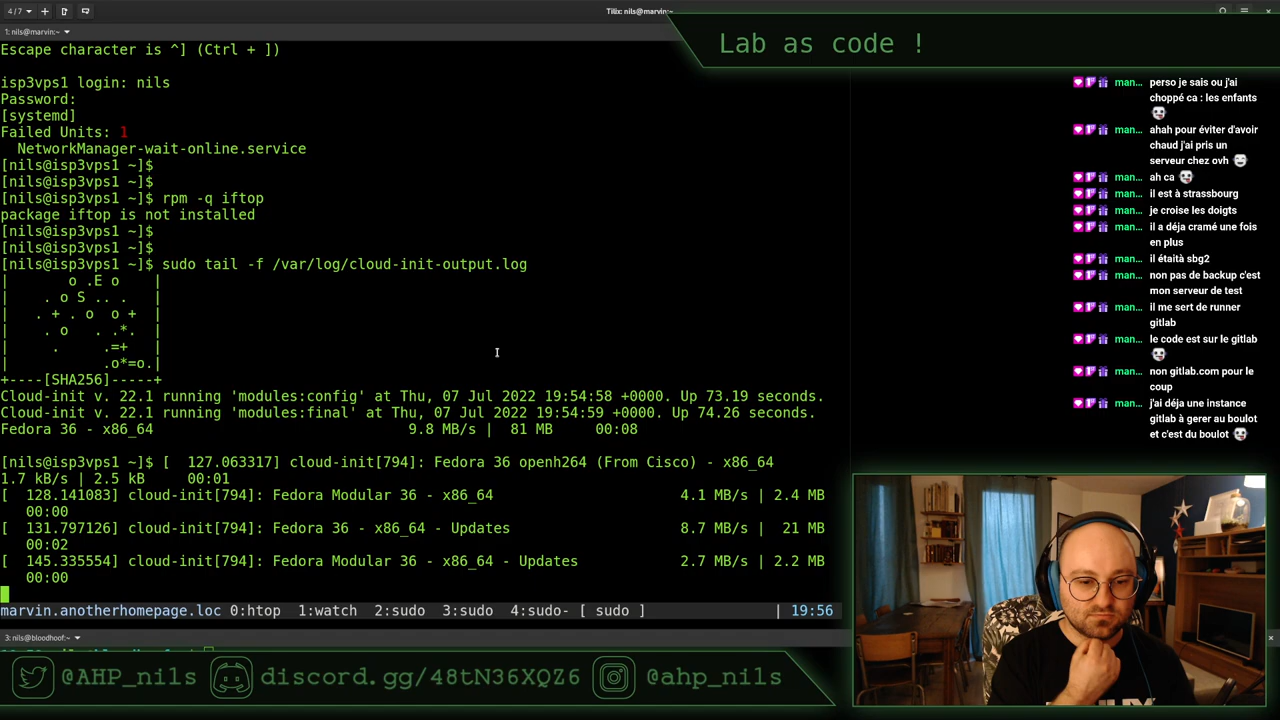 4 / 7
Tilix: nils@marvin:~
1: nils@marvin:~
Lab as code !
Escape character is ^] (Ctrl + ])
isp3vps1 login: nils
Password:
[systemd]
Failed Units: 1
  NetworkManager-wait-online.service
[nils@isp3vps1 ~]$
[nils@isp3vps1 ~]$
[nils@isp3vps1 ~]$ rpm -q iftop
package iftop is not installed
[nils@isp3vps1 ~]$
[nils@isp3vps1 ~]$
[nils@isp3vps1 ~]$ sudo tail -f /var/log/cloud-init-output.log
|       o .E o    |
|    . o S .. .   |
|   . + . o  o +  |
|    . o   . .*.  |
|     .     .=+   |
|           .o*=o.|
+----[SHA256]-----+
Cloud-init v. 22.1 running 'modules:config' at Thu, 07 Jul 2022 19:54:58 +0000. Up 73.19 seconds.
Cloud-init v. 22.1 running 'modules:final' at Thu, 07 Jul 2022 19:54:59 +0000. Up 74.26 seconds.
Fedora 36 - x86_64                              9.8 MB/s |  81 MB     00:08
[nils@isp3vps1 ~]$ [  127.063317] cloud-init[794]: Fedora 36 openh264 (From Cisco) - x86_64
1.7 kB/s | 2.5 kB     00:01
[  128.141083] cloud-init[794]: Fedora Modular 36 - x86_64                      4.1 MB/s | 2.4 MB
   00:00
[  131.797126] cloud-init[794]: Fedora 36 - x86_64 - Updates                    8.7 MB/s |  21 MB
   00:02
[  145.335554] cloud-init[794]: Fedora Modular 36 - x86_64 - Updates            2.7 MB/s | 2.2 MB
   00:00
marvin.anotherhomepage.loc 0:htop  1:watch  2:sudo  3:sudo  4:sudo- [ sudo ] | 19:56
3: nils@bloodhoof:~
man… perso je sais ou j'ai
choppé ca : les enfants
man… ahah pour éviter d'avoir
chaud j'ai pris un
serveur chez ovh
man… ah ca
man… il est à strassbourg
man… je croise les doigts
man… il a déja cramé une fois
en plus
man… il étaità sbg2
man… non pas de backup c'est
mon serveur de test
man… il me sert de runner
gitlab
man… le code est sur le gitlab
man… non gitlab.com pour le
coup
man… j'ai déja une instance
gitlab à gerer au boulot
et c'est du boulot
@AHP_nils
discord.gg/48tN36XQZ6
@ahp_nils